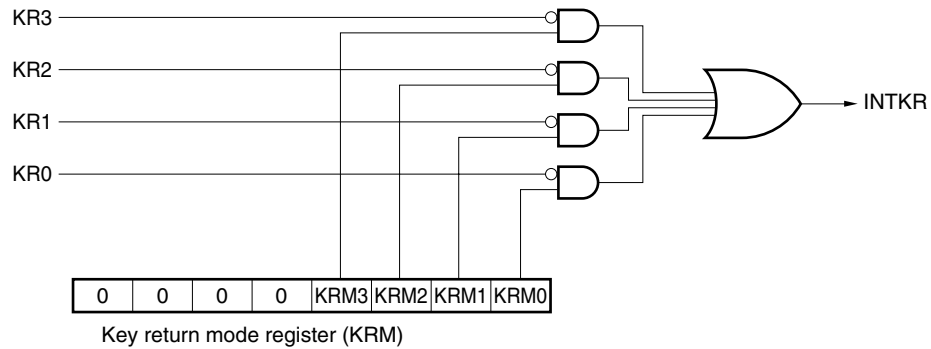 KR3
KR2
KR1
KR0
INTKR
0 0 0 0 KRM3 KRM2 KRM1 KRM0
Key return mode register (KRM)